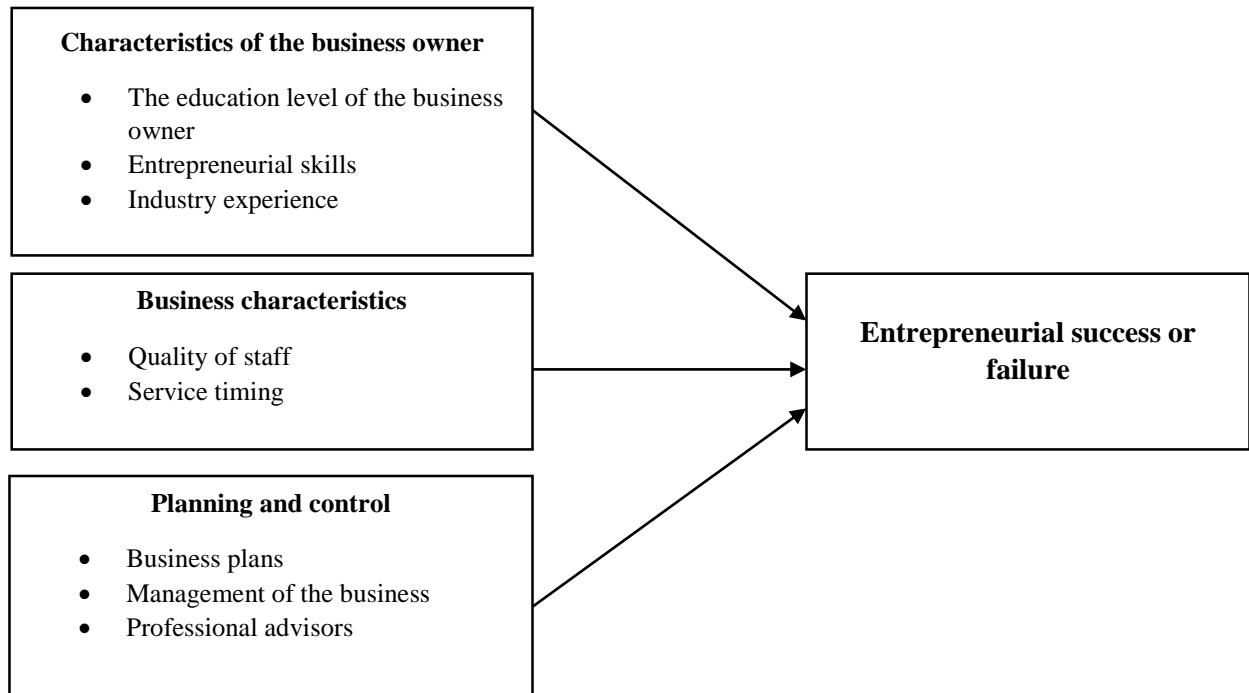 Characteristics of the business owner
• The education level of the business
owner
• Entrepreneurial skills
• Industry experience
Business characteristics
• Quality of staff
• Service timing
Planning and control
• Business plans
• Management of the business
• Professional advisors
Entrepreneurial success or
failure